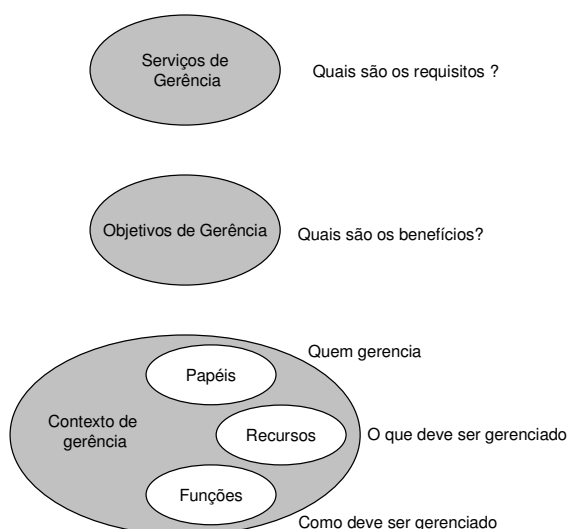 Serviços de
Gerência
Quais são os requisitos ?
Objetivos de Gerência
Quais são os benefícios?
Quem gerencia
Papéis
Contexto de
gerência
Recursos
O que deve ser gerenciado
Funções
Como deve ser gerenciado